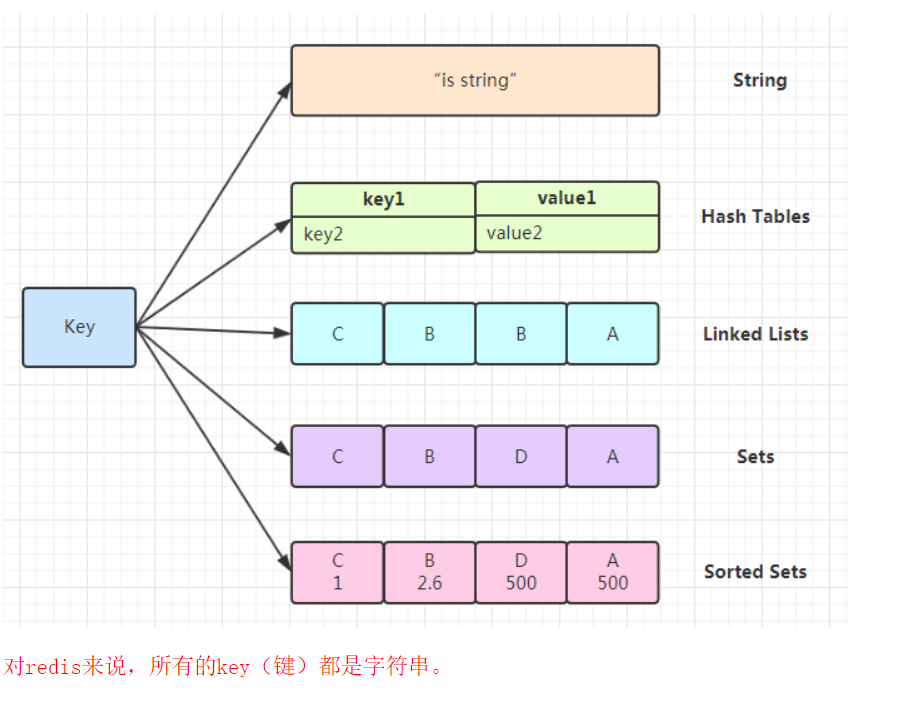 “is string”
String
key1
value1
key2
value2
Hash Tables
Key
C
B
B
A
Linked Lists
C
B
D
A
Sets
C
1
B
2.6
D
500
A
500
Sorted Sets
对redis来说，所有的key（键）都是字符串。